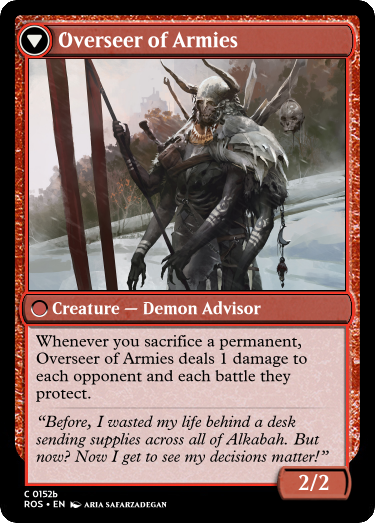 Overseer of Armies
Creature — Demon Advisor
Whenever you sacrifice a permanent,
Overseer of Armies deals 1 damage to
each opponent and each battle they
protect.
“Before, I wasted my life behind a desk
sending supplies across all of Alkabah. But
now? Now I get to see my decisions matter!”
2/2
C 0152b
ROS • EN ARIA SAFARZADEGAN